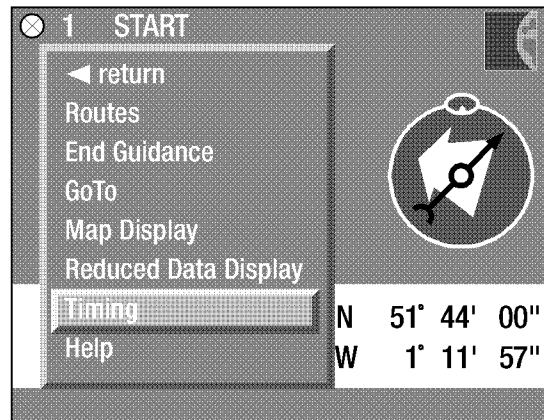 1 START
return
Routes
End Guidance
GoTo
Map Display
Reduced Data Display
Timing
Help
N 51° 44' 00"
W 1° 11' 57"